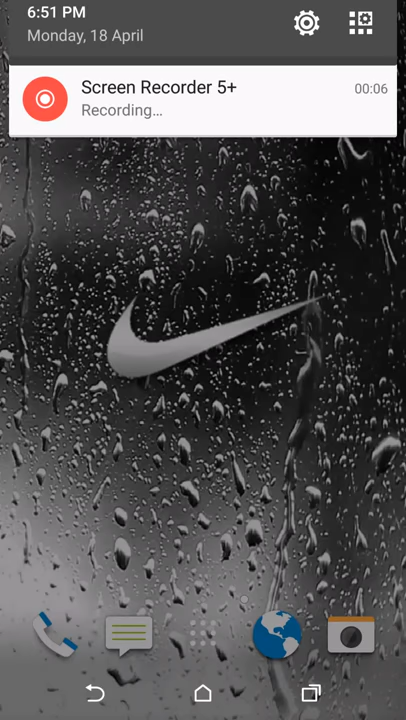 6:51 PM
Monday, 18 April
Screen Recorder 5+
00:06
Recording...